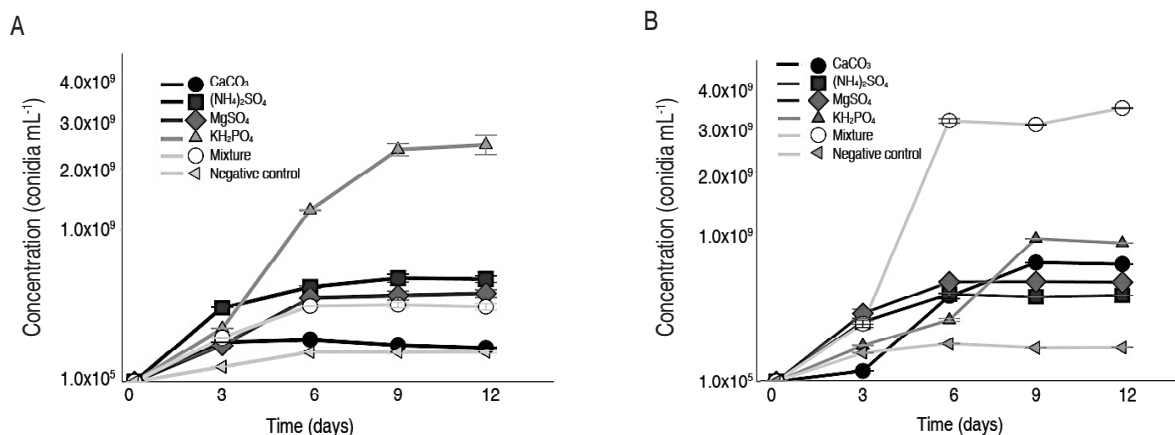 A
4.0x10⁹
3.0x10⁹
2.0x10⁹
1.0x10⁹
1.0x10⁵
Concentration (conidia mL⁻¹)
CaCO₃
(NH₄)₂SO₄
MgSO₄
KH₂PO₄
Mixture
Negative control
0 3 6 9 12
Time (days)
B
4.0x10⁹
3.0x10⁹
2.0x10⁹
1.0x10⁹
1.0x10⁵
Concentration (conidia mL⁻¹)
CaCO₃
(NH₄)₂SO₄
MgSO₄
KH₂PO₄
Mixture
Negative control
0 3 6 9 12
Time (days)